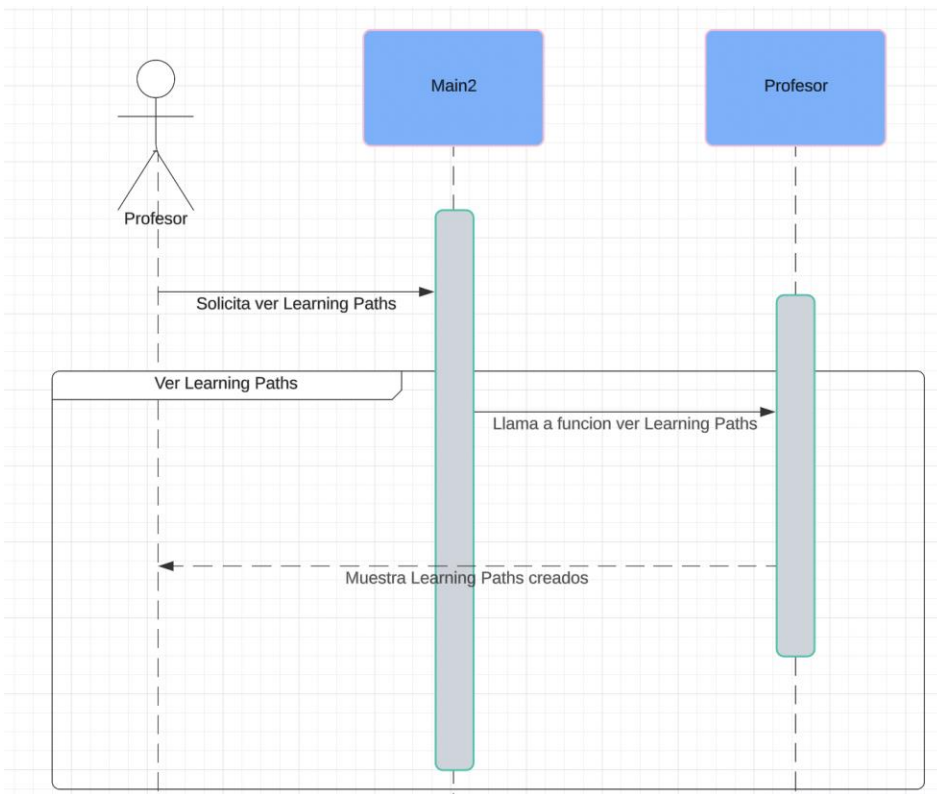 Main2
Profesor
Profesor
Solicita ver Learning Paths
Ver Learning Paths
Llama a funcion ver Learning Paths
Muestra Learning Paths creados